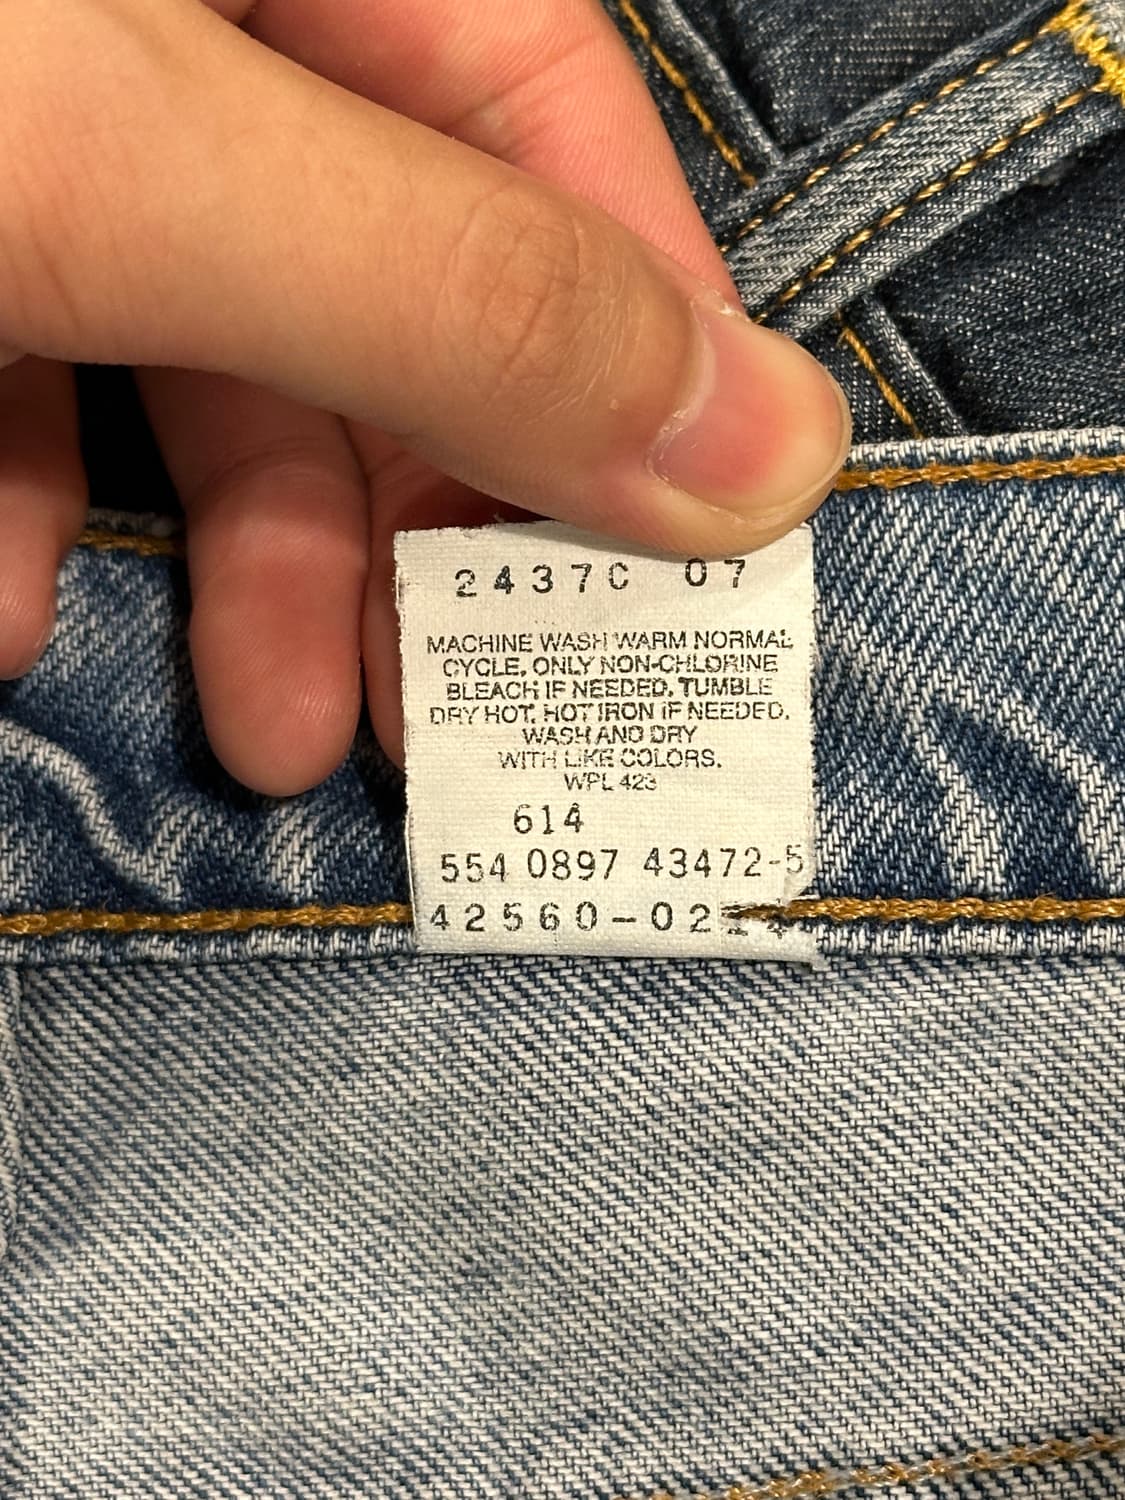 2437C 07
MACHINE WASH WARM NORMAL
CYCLE, ONLY NON-CHLORINE
BLEACH IF NEEDED, TUMBLE
DRY HOT, HOT IRON IF NEEDED,
WASH AND DRY
WITH LIKE COLORS.
WPL 423
614
554 0897 43472-5